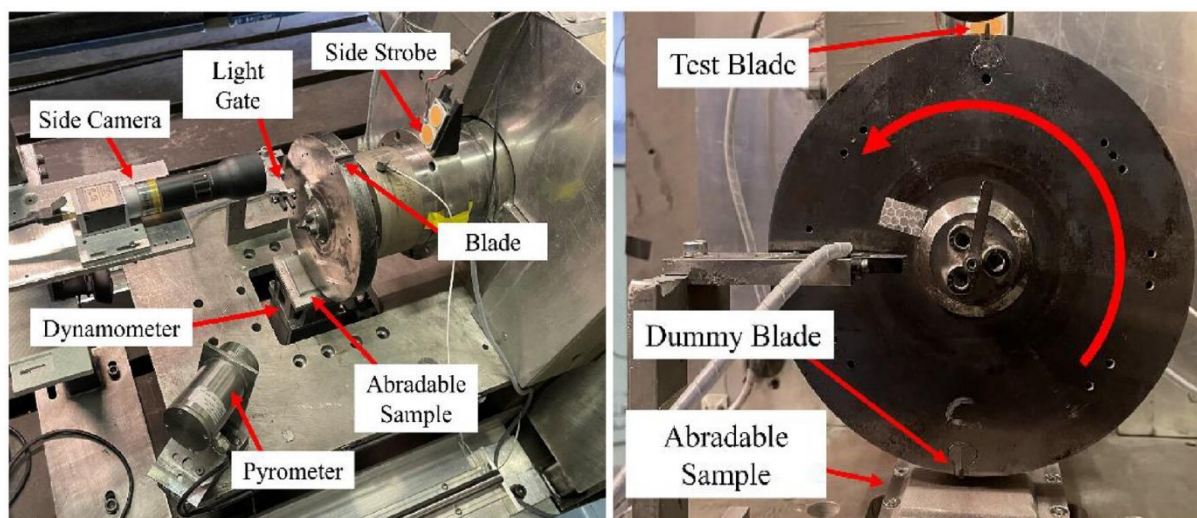 Side Strobe
Light
Gate
Side Camera
Blade
Dynamometer
Abradable
Sample
Pyrometer
Test Blade
Dummy Blade
Abradable
Sample